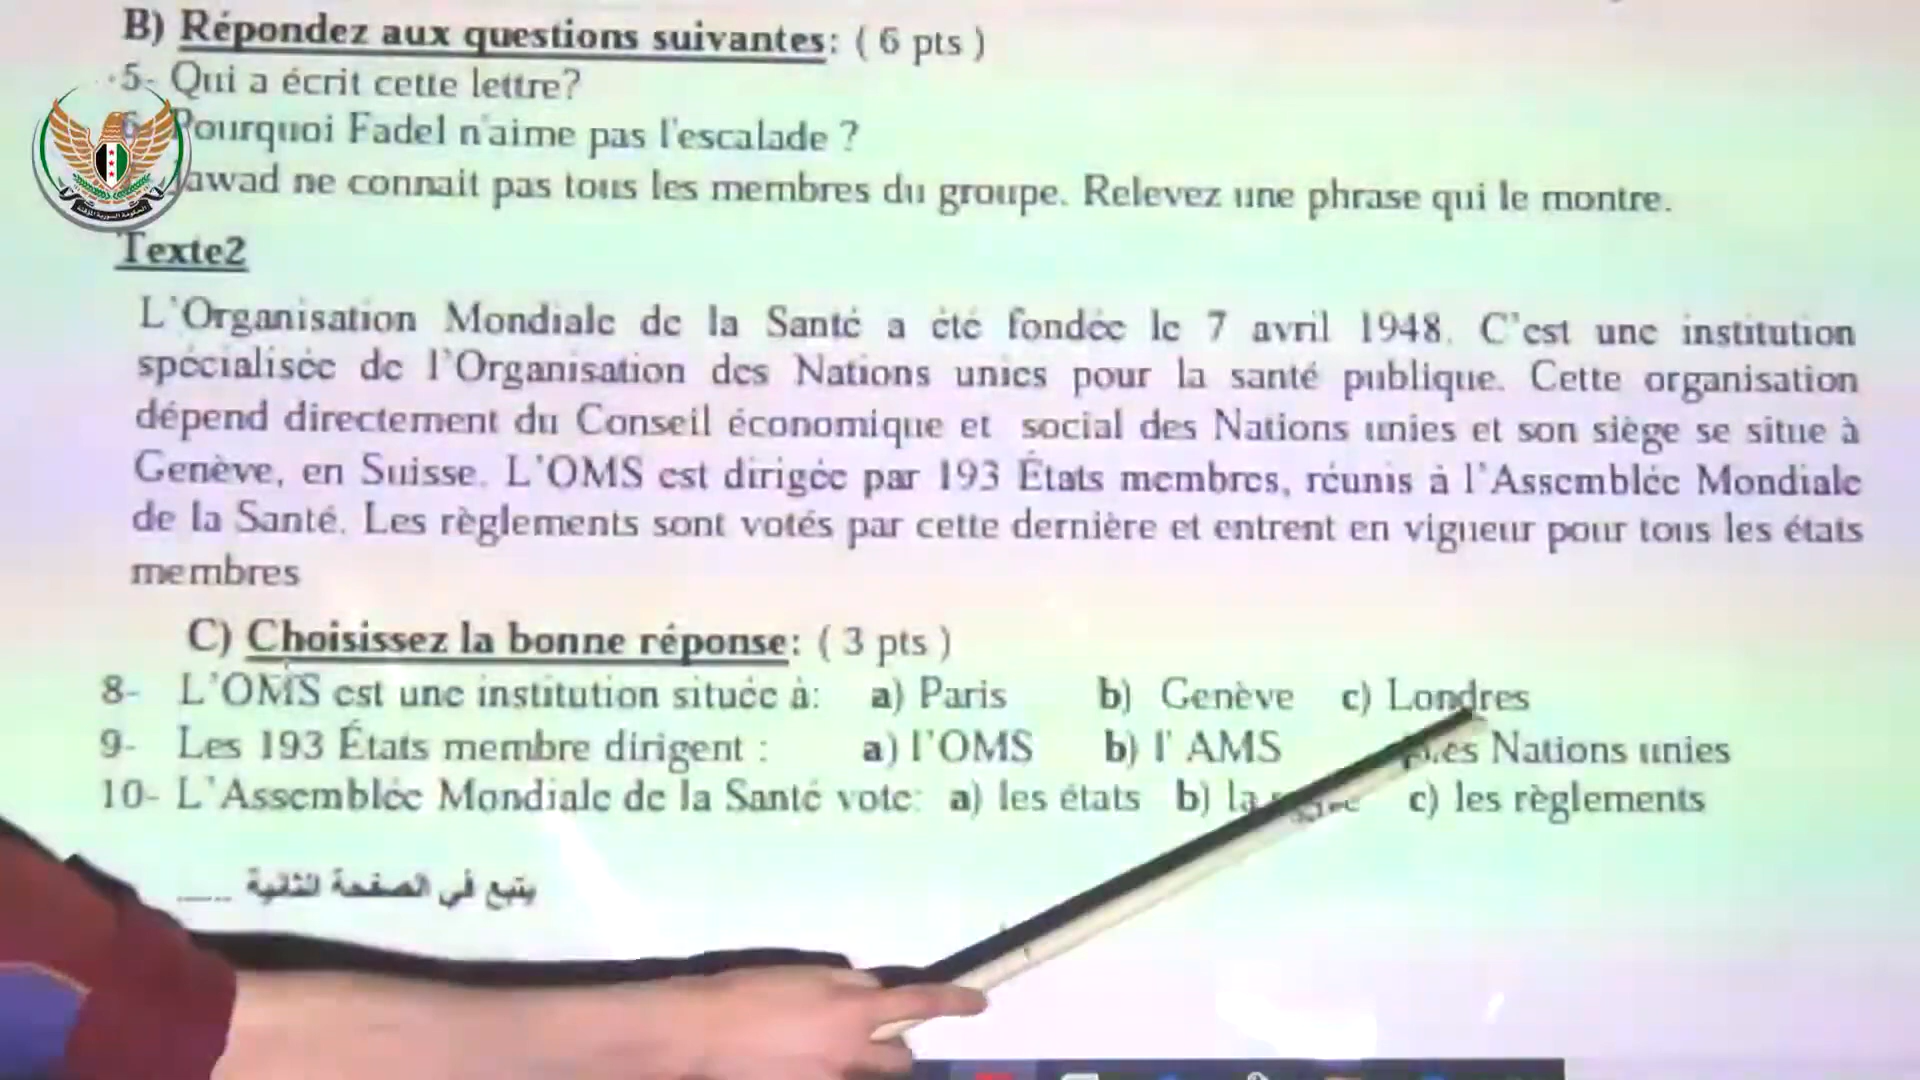 B) Répondez aux questions suivantes: ( 6 pts )
5- Qui a écrit cette lettre?
6- Pourquoi Fadel n'aime pas l'escalade ?
Jawad ne connait pas tous les membres du groupe. Relevez une phrase qui le montre.
Texte2
L'Organisation Mondiale de la Santé a été fondée le 7 avril 1948. C'est une institution
spécialisée de l'Organisation des Nations unies pour la santé publique. Cette organisation
dépend directement du Conseil économique et social des Nations unies et son siège se situe à
Genève, en Suisse. L'OMS est dirigée par 193 États membres, réunis à l'Assemblée Mondiale
de la Santé. Les règlements sont votés par cette dernière et entrent en vigueur pour tous les états
membres
C) Choisissez la bonne réponse: ( 3 pts )
8- L'OMS est une institution située à: a) Paris b) Genève c) Londres
9- Les 193 États membre dirigent : a) l'OMS b) l' AMS Les Nations unies
10- L'Assemblée Mondiale de la Santé vote: a) les états b) la c) les règlements
يتبع في الصفحة الثانية .....